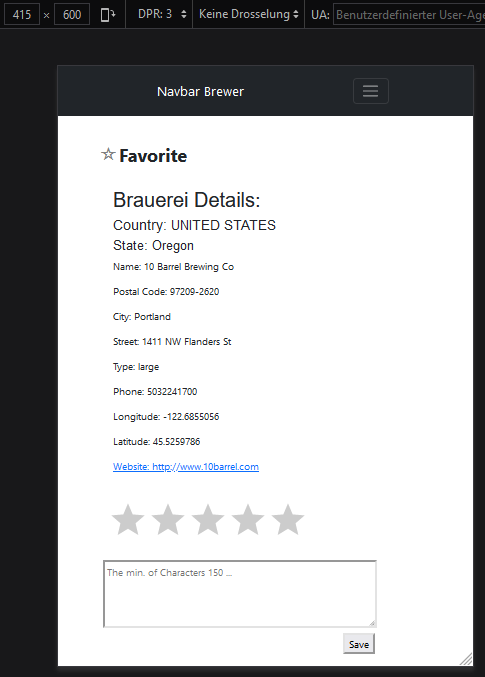 415 × 600 DPR: 3 Keine Drosselung UA: Benutzerdefinierter User-Age
Navbar Brewer
Favorite
Brauerei Details:
Country: UNITED STATES
State: Oregon
Name: 10 Barrel Brewing Co
Postal Code: 97209-2620
City: Portland
Street: 1411 NW Flanders St
Type: large
Phone: 5032241700
Longitude: -122.6855056
Latitude: 45.5259786
Website: http://www.10barrel.com
The min. of Characters 150 ...
Save